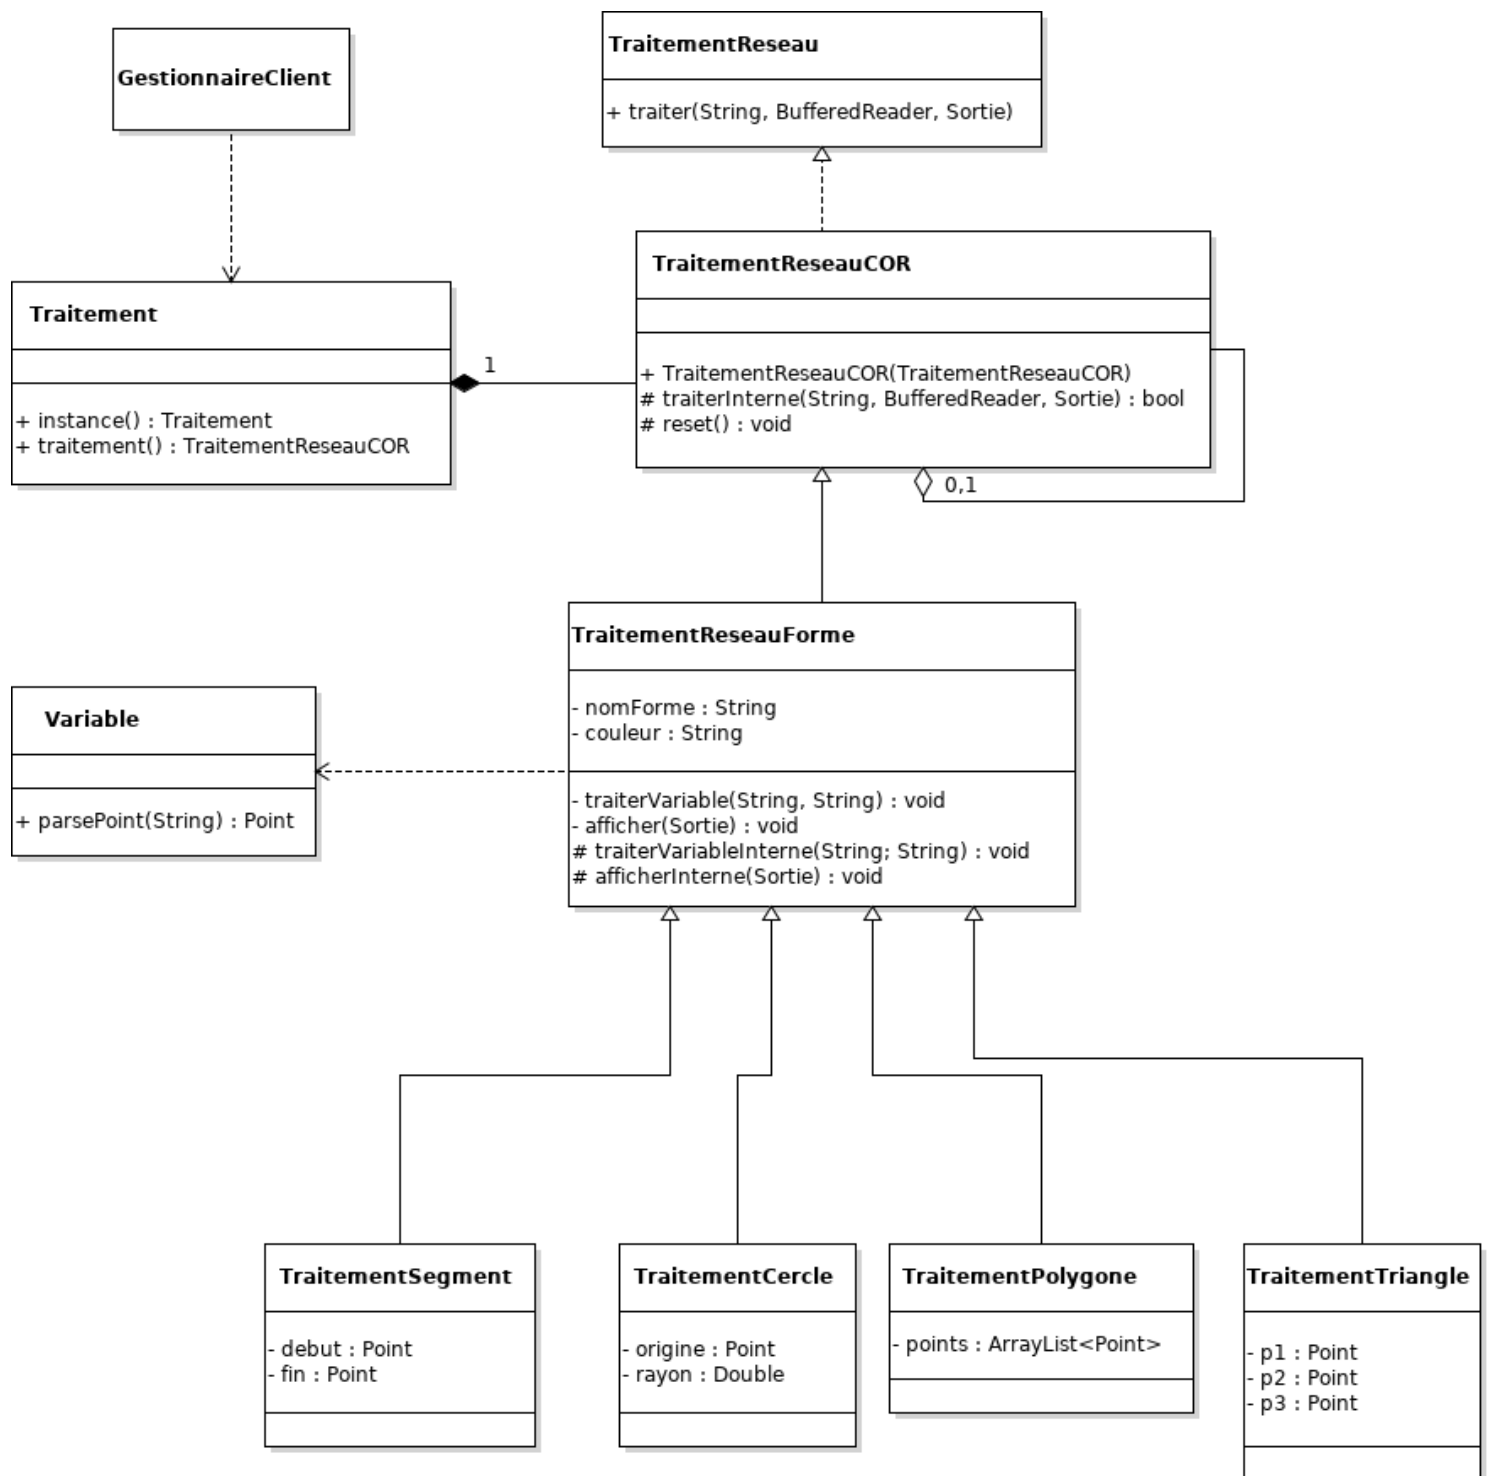 GestionnaireClient
TraitementReseau
+ traiter(String, BufferedReader, Sortie)
Traitement
+ instance() : Traitement
+ traitement() : TraitementReseauCOR
1
TraitementReseauCOR
+ TraitementReseauCOR(TraitementReseauCOR)
# traiterInterne(String, BufferedReader, Sortie) : bool
# reset() : void
0,1
TraitementReseauForme
- nomForme : String
- couleur : String
- traiterVariable(String, String) : void
- afficher(Sortie) : void
# traiterVariableInterne(String; String) : void
# afficherInterne(Sortie) : void
Variable
+ parsePoint(String) : Point
TraitementSegment
- debut : Point
- fin : Point
TraitementCercle
- origine : Point
- rayon : Double
TraitementPolygone
- points : ArrayList<Point>
TraitementTriangle
- p1 : Point
- p2 : Point
- p3 : Point